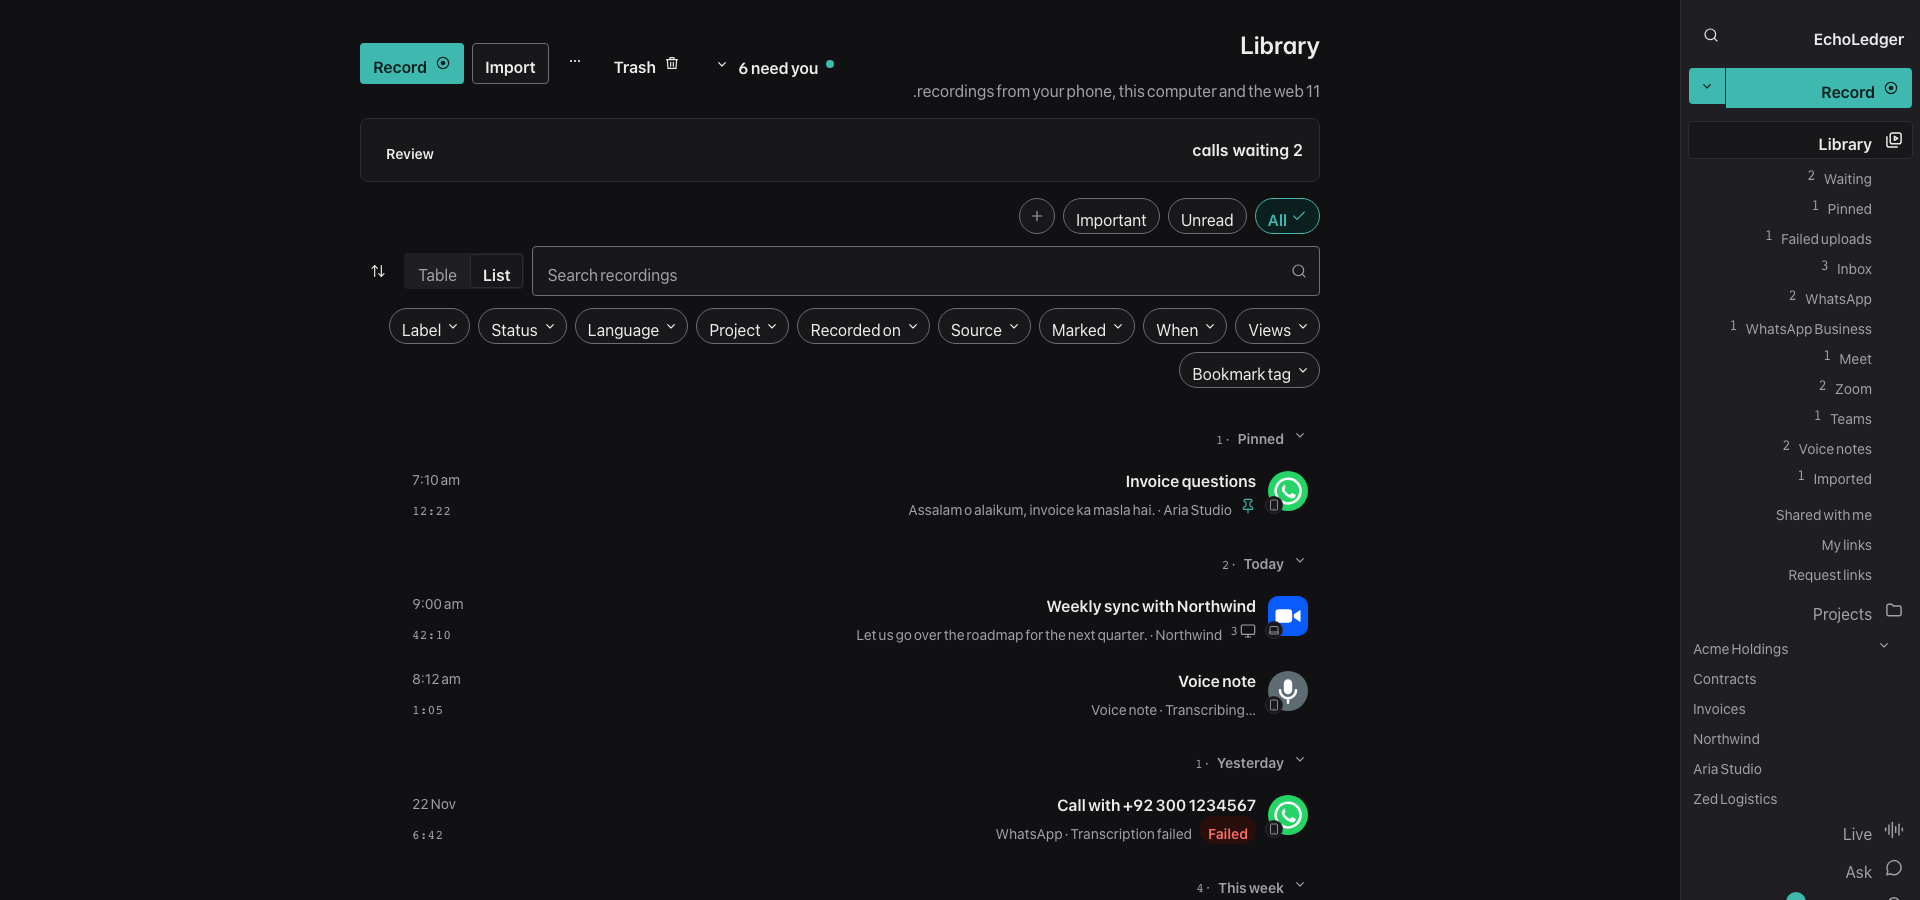 EchoLedger
Record
Library
Waiting 2
Pinned 1
Failed uploads 1
Inbox 3
WhatsApp 2
WhatsApp Business 1
Meet 1
Zoom 2
Teams 1
Voice notes 2
Imported 1
Shared with me
My links
Request links
Projects
Acme Holdings
Contracts
Invoices
Northwind
Aria Studio
Zed Logistics
Live
Ask
Library
.recordings from your phone, this computer and the web 11
6 need you
Trash
...
Import
Record
calls waiting 2
Review
All
Unread
Important
+
Search recordings
List
Table
Views
When
Marked
Source
Recorded on
Project
Language
Status
Label
Bookmark tag
Pinned · 1
Invoice questions
7:10 am
Assalam o alaikum, invoice ka masla hai. · Aria Studio
12:22
Today · 2
Weekly sync with Northwind
9:00 am
3
Let us go over the roadmap for the next quarter. · Northwind
42:10
Voice note
8:12 am
Voice note · Transcribing...
1:05
Yesterday · 1
Call with +92 300 1234567
22 Nov
Failed
WhatsApp · Transcription failed
6:42
This week · 4